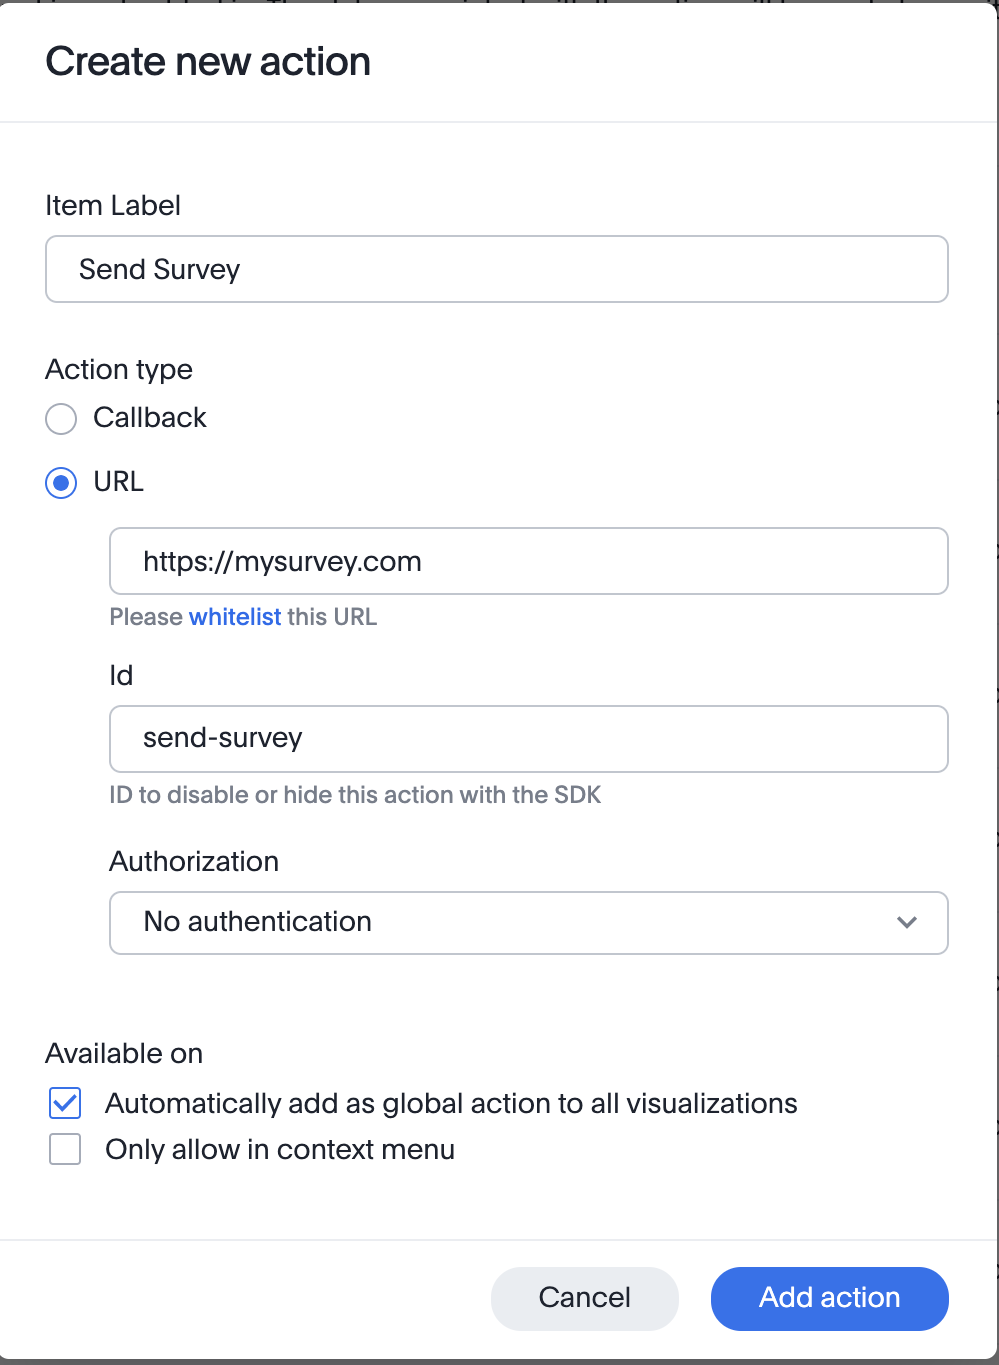 Create new action
Item Label
Send Survey
Action type
Callback
URL
https://mysurvey.com
Please whitelist this URL
Id
send-survey
ID to disable or hide this action with the SDK
Authorization
No authentication
Available on
Automatically add as global action to all visualizations
Only allow in context menu
Cancel
Add action